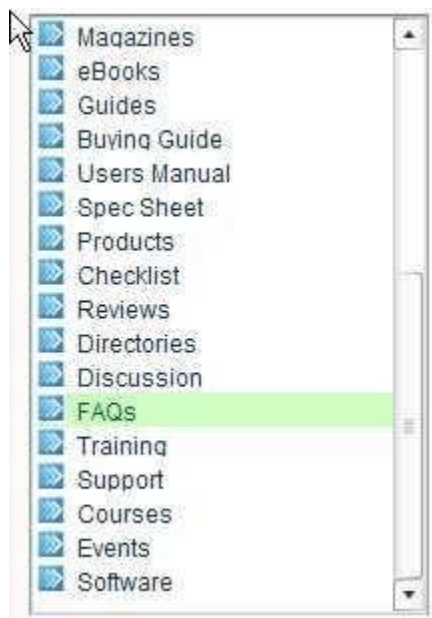 Magazines
eBooks
Guides
Buying Guide
Users Manual
Spec Sheet
Products
Checklist
Reviews
Directories
Discussion
FAQs
Training
Support
Courses
Events
Software